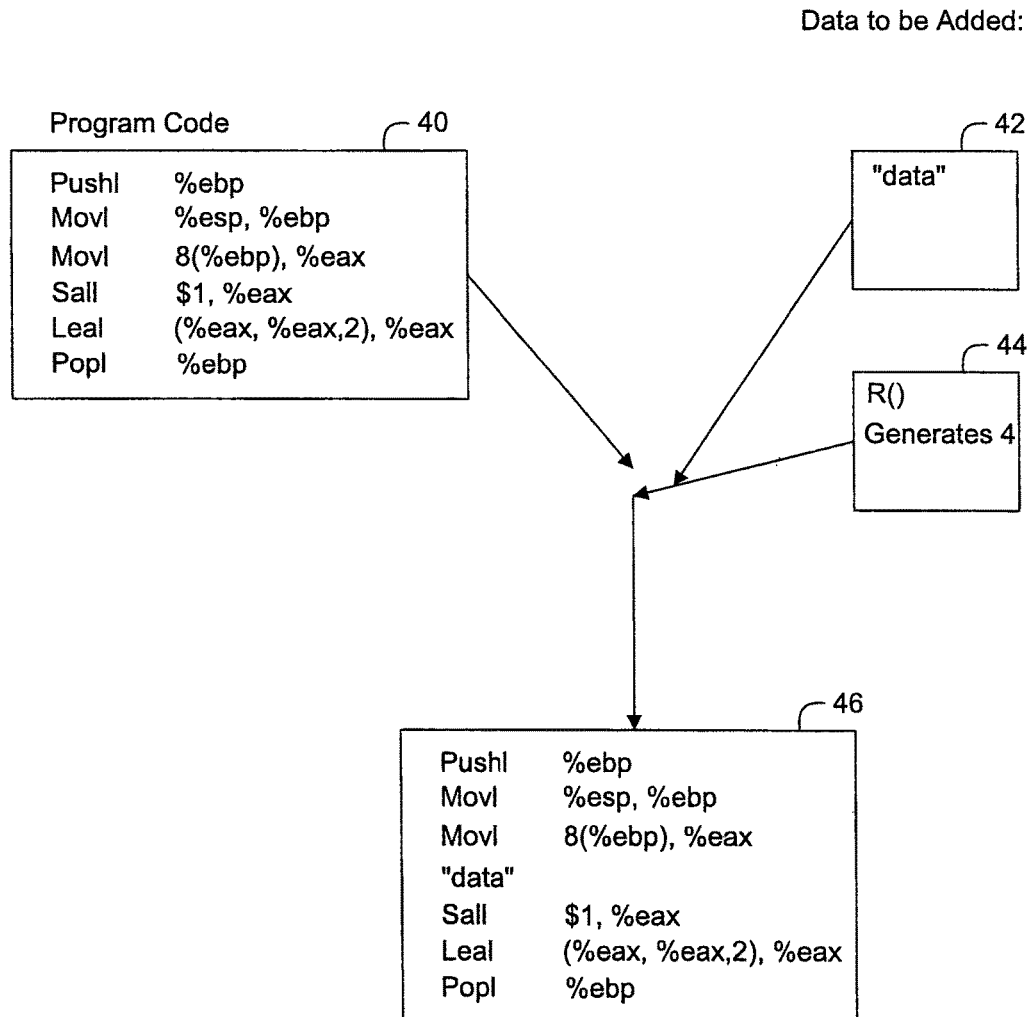 Data to be Added:
Program Code 40
Pushl %ebp
Movl %esp, %ebp
Movl 8(%ebp), %eax
Sall $1, %eax
Leal (%eax, %eax,2), %eax
Popl %ebp
42
"data"
44
R()
Generates 4
46
Pushl %ebp
Movl %esp, %ebp
Movl 8(%ebp), %eax
"data"
Sall $1, %eax
Leal (%eax, %eax,2), %eax
Popl %ebp